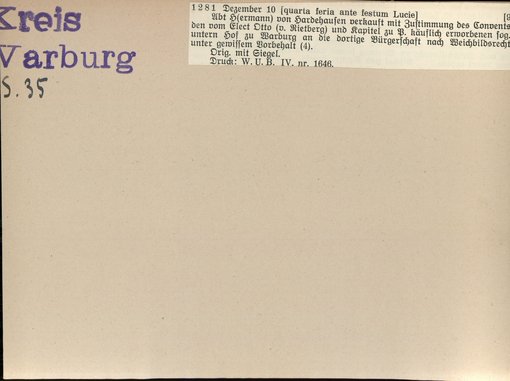 Kreis
Warburg
S. 35
1281 Dezember 10 [quarta feria ante festum Lucie]
Abt H(ermann) von Hardehausen verkauft mit Zustimmung des Convents
den vom Elect Otto (v. Rietberg) und Kapitel zu P. käuflich erworbenen sog.
untern Hof zu Warburg an die dortige Bürgerschaft nach Weichbildsrecht
unter gewissem Vorbehalt (4).
Orig. mit Siegel.
Druck: W. U. B. IV. nr. 1646.